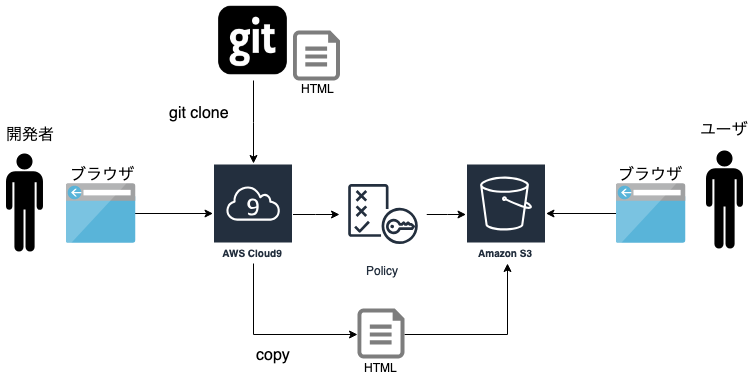 git
HTML
git clone
開発者
ブラウザ
9
AWS Cloud9
Policy
Amazon S3
ブラウザ
ユーザ
copy
HTML